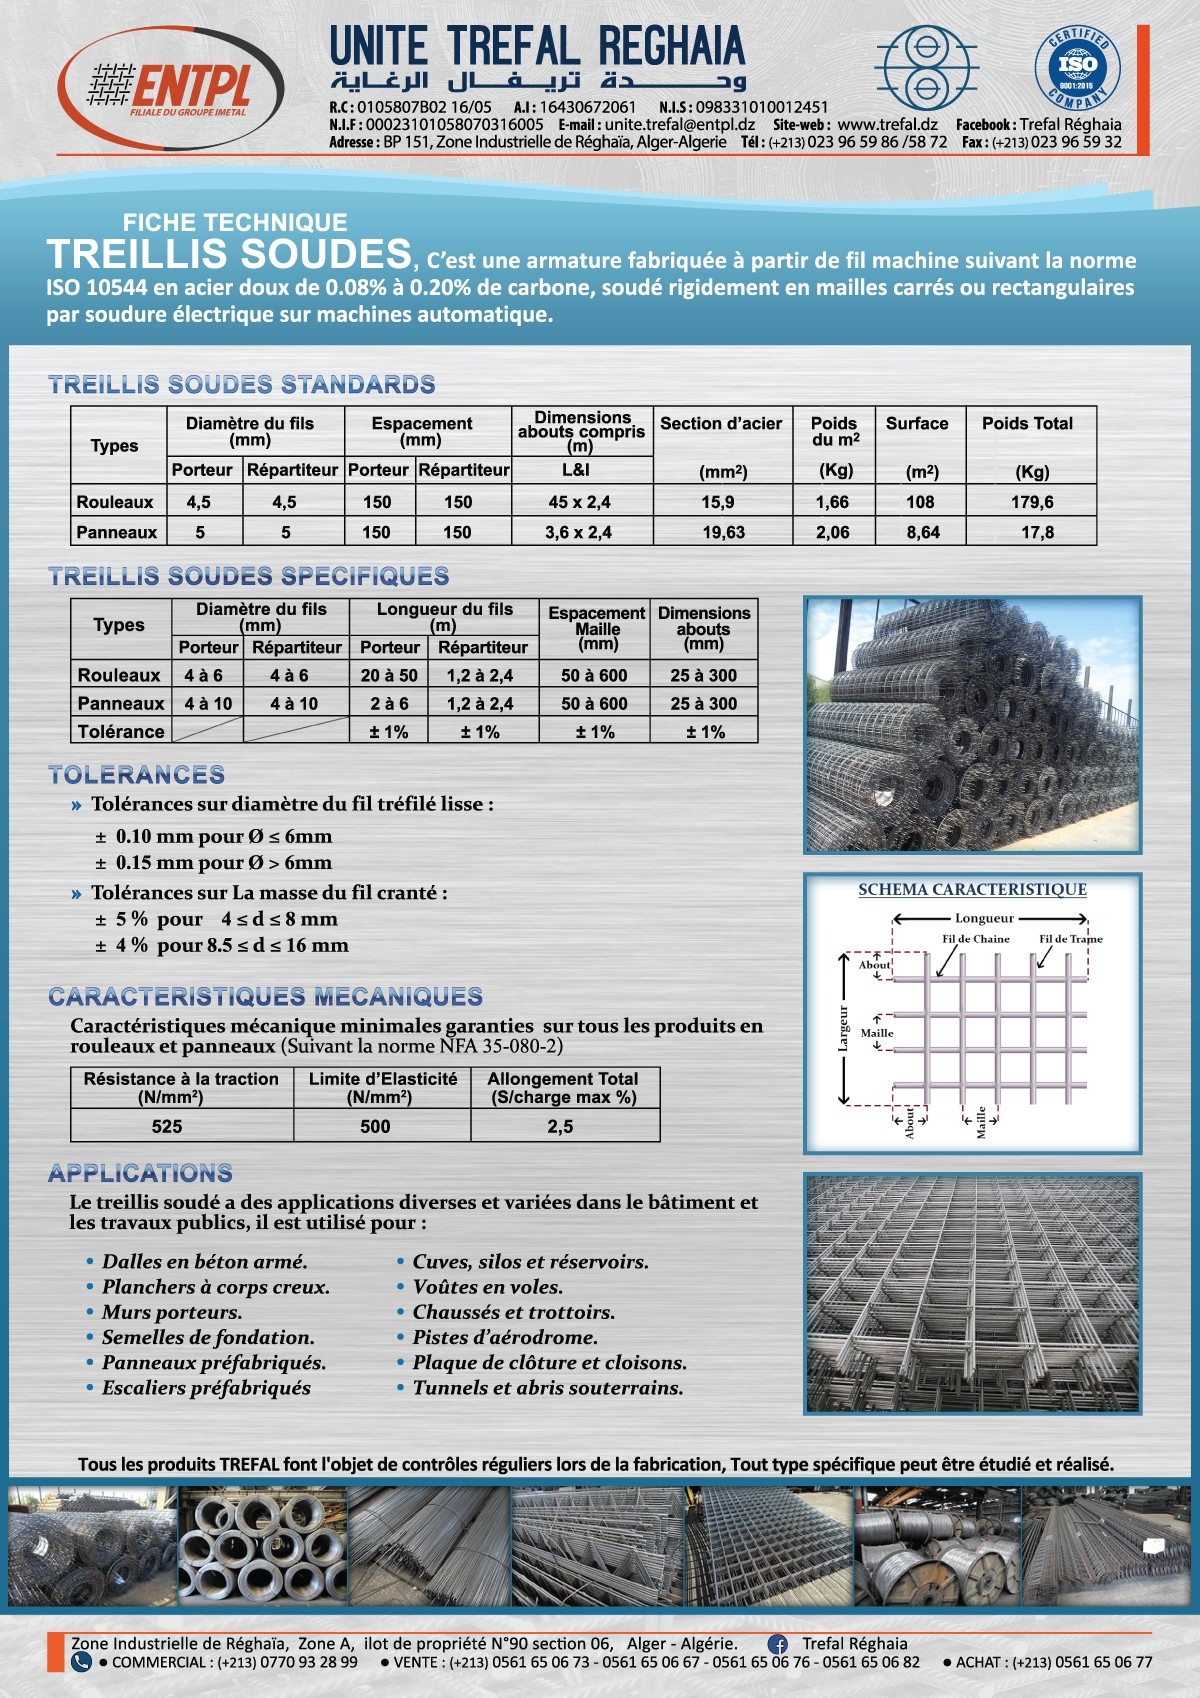 ENTPL
FILIALE DU GROUPE IMETAL
UNITE TREFAL REGHAIA
وحدة تريفال الرغاية
R.C : 0105807B02 16/05 A.I : 16430672061 N.I.S : 098331010012451
N.I.F : 00023101058070316005 E-mail : unite.trefal@entpl.dz Site-web : www.trefal.dz Facebook : Trefal Réghaia
Adresse : BP 151, Zone Industrielle de Réghaïa, Alger-Algerie Tél : (+213) 023 96 59 86 /58 72 Fax : (+213) 023 96 59 32
CERTIFIED
ISO
9001:2015
COMPANY
FICHE TECHNIQUE
TREILLIS SOUDES, C’est une armature fabriquée à partir de fil machine suivant la norme
ISO 10544 en acier doux de 0.08% à 0.20% de carbone, soudé rigidement en mailles carrés ou rectangulaires
par soudure électrique sur machines automatique.
TREILLIS SOUDES STANDARDS
Types Diamètre du fils (mm) Espacement (mm) Dimensions abouts compris (m) Section d’acier Poids du m² Surface Poids Total
Porteur Répartiteur Porteur Répartiteur L&I (mm²) (Kg) (m²) (Kg)
Rouleaux 4,5 4,5 150 150 45 x 2,4 15,9 1,66 108 179,6
Panneaux 5 5 150 150 3,6 x 2,4 19,63 2,06 8,64 17,8
TREILLIS SOUDES SPECIFIQUES
Types Diamètre du fils (mm) Longueur du fils (m) Espacement Maille (mm) Dimensions abouts (mm)
Porteur Répartiteur Porteur Répartiteur
Rouleaux 4 à 6 4 à 6 20 à 50 1,2 à 2,4 50 à 600 25 à 300
Panneaux 4 à 10 4 à 10 2 à 6 1,2 à 2,4 50 à 600 25 à 300
Tolérance ± 1% ± 1% ± 1% ± 1%
TOLERANCES
» Tolérances sur diamètre du fil tréfilé lisse :
± 0.10 mm pour Ø ≤ 6mm
± 0.15 mm pour Ø > 6mm
» Tolérances sur La masse du fil cranté :
± 5 % pour 4 ≤ d ≤ 8 mm
± 4 % pour 8.5 ≤ d ≤ 16 mm
SCHEMA CARACTERISTIQUE
Longueur
Fil de Chaine Fil de Trame
About
Largeur
Maille
About
Maille
CARACTERISTIQUES MECANIQUES
Caractéristiques mécanique minimales garanties sur tous les produits en
rouleaux et panneaux (Suivant la norme NFA 35-080-2)
Résistance à la traction (N/mm²) Limite d’Elasticité (N/mm²) Allongement Total (S/charge max %)
525 500 2,5
APPLICATIONS
Le treillis soudé a des applications diverses et variées dans le bâtiment et
les travaux publics, il est utilisé pour :
• Dalles en béton armé.
• Planchers à corps creux.
• Murs porteurs.
• Semelles de fondation.
• Panneaux préfabriqués.
• Escaliers préfabriqués
• Cuves, silos et réservoirs.
• Voûtes en voles.
• Chaussés et trottoirs.
• Pistes d’aérodrome.
• Plaque de clôture et cloisons.
• Tunnels et abris souterrains.
Tous les produits TREFAL font l'objet de contrôles réguliers lors de la fabrication, Tout type spécifique peut être étudié et réalisé.
Zone Industrielle de Réghaïa, Zone A, ilot de propriété N°90 section 06, Alger - Algérie. Trefal Réghaia
● COMMERCIAL : (+213) 0770 93 28 99 ● VENTE : (+213) 0561 65 06 73 - 0561 65 06 67 - 0561 65 06 76 - 0561 65 06 82 ● ACHAT : (+213) 0561 65 06 77